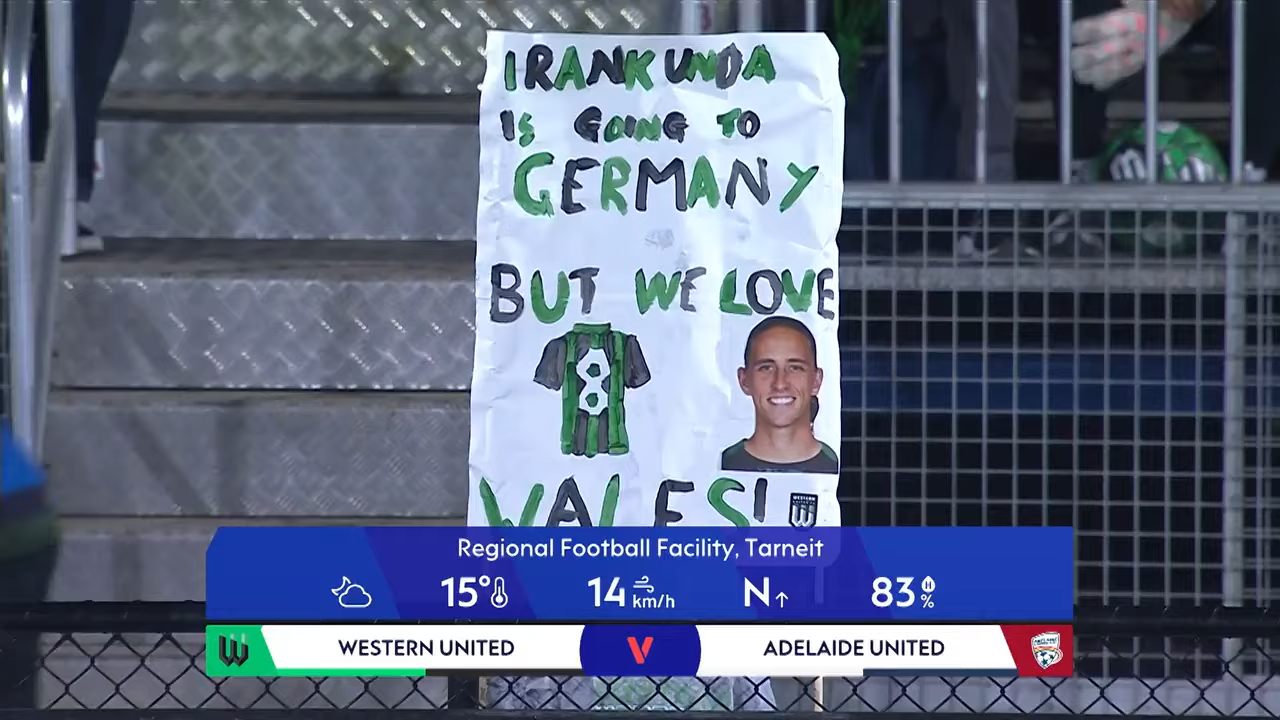 IRANKUNDA
IS GOING TO
GERMANY
BUT WE LOVE
8
WALES!
WESTERN
Regional Football Facility, Tarneit
15° 14 km/h N↑ 83 H %
WESTERN UNITED V ADELAIDE UNITED